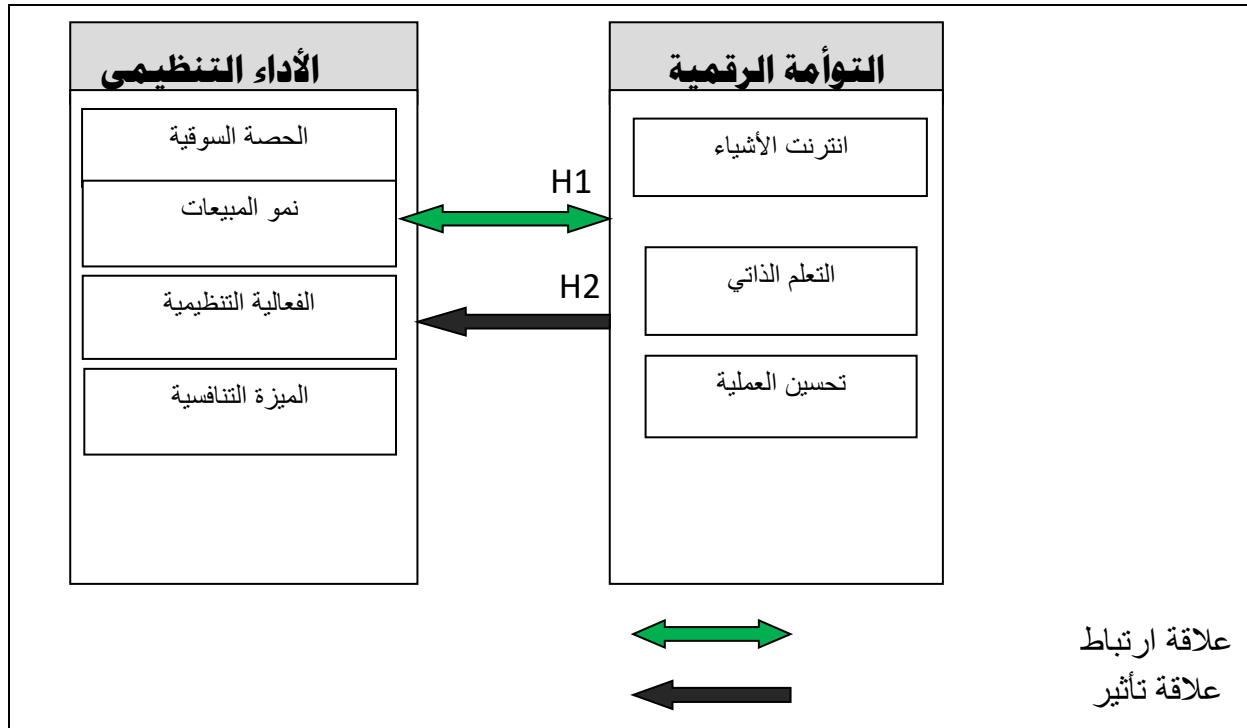 التوأمة الرقمية
انترنت الأشياء
التعلم الذاتي
تحسين العملية
H1
H2
الأداء التنظيمي
الحصة السوقية
نمو المبيعات
الفعالية التنظيمية
الميزة التنافسية
علاقة ارتباط
علاقة تأثير